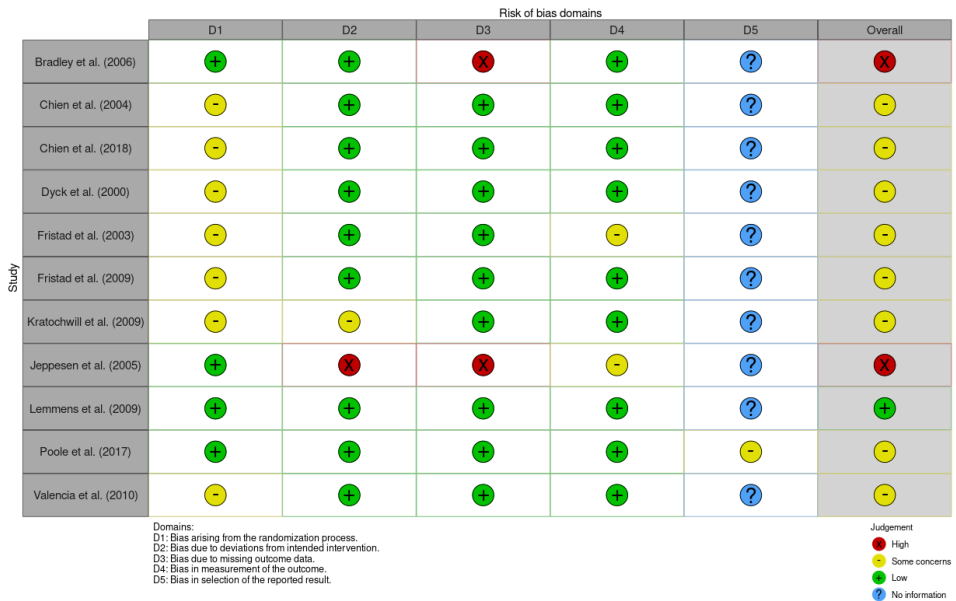 Risk of bias domains
D1 D2 D3 D4 D5 Overall
Study
Bradley et al. (2006) + + X + ? X
Chien et al. (2004) - + + + ? -
Chien et al. (2018) - + + + ? -
Dyck et al. (2000) - + + + ? -
Fristad et al. (2003) - + + - ? -
Fristad et al. (2009) - + + + ? -
Kratochwill et al. (2009) - - + + ? -
Jeppesen et al. (2005) + X X - ? X
Lemmens et al. (2009) + + + + ? +
Poole et al. (2017) + + + + - -
Valencia et al. (2010) - + + + ? -
Domains:
D1: Bias arising from the randomization process.
D2: Bias due to deviations from intended intervention.
D3: Bias due to missing outcome data.
D4: Bias in measurement of the outcome.
D5: Bias in selection of the reported result.
Judgement
X High
- Some concerns
+ Low
? No information